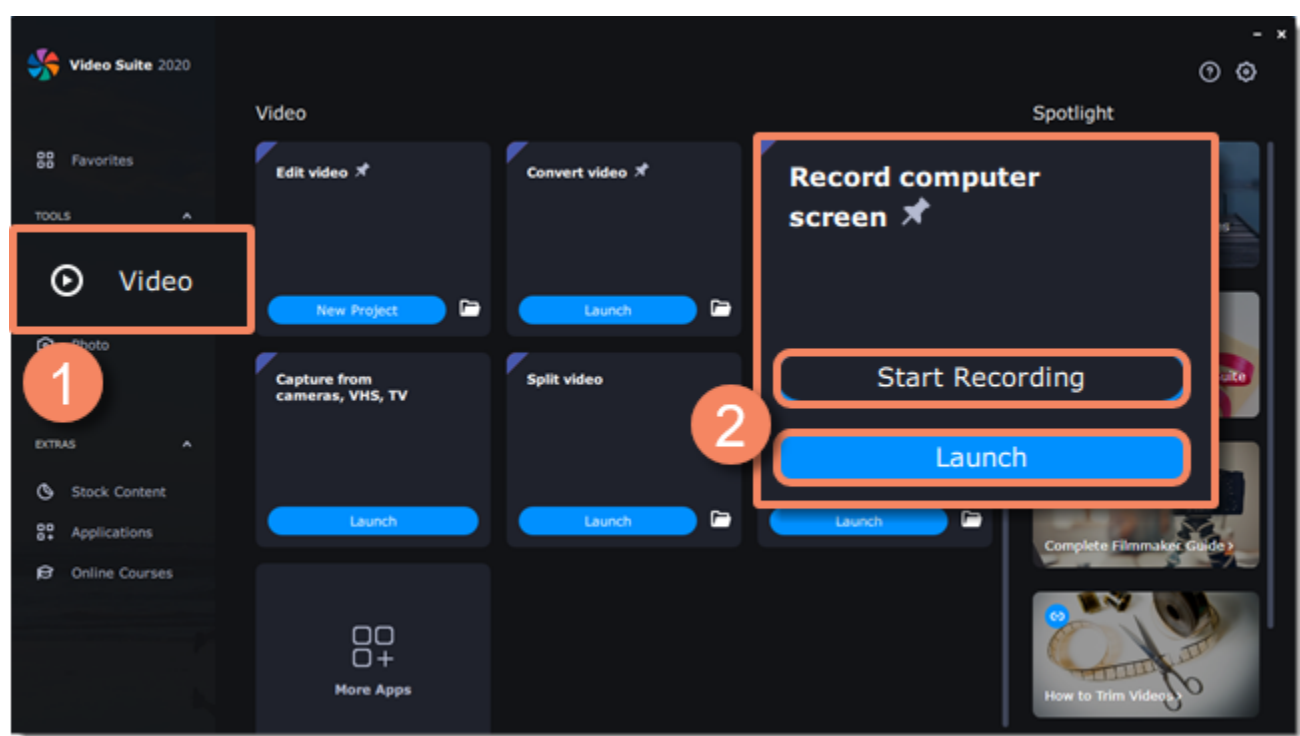 Video Suite 2020
Video
Spotlight
Favorites
TOOLS
Video
Photo
EXTRAS
Stock Content
Applications
Online Courses
1
Edit video
New Project
Convert video
Launch
Record computer
screen
Start Recording
Launch
2
Capture from
cameras, VHS, TV
Launch
Split video
Launch
Launch
More Apps
Complete Filmmaker Guide ›
How to Trim Videos ›